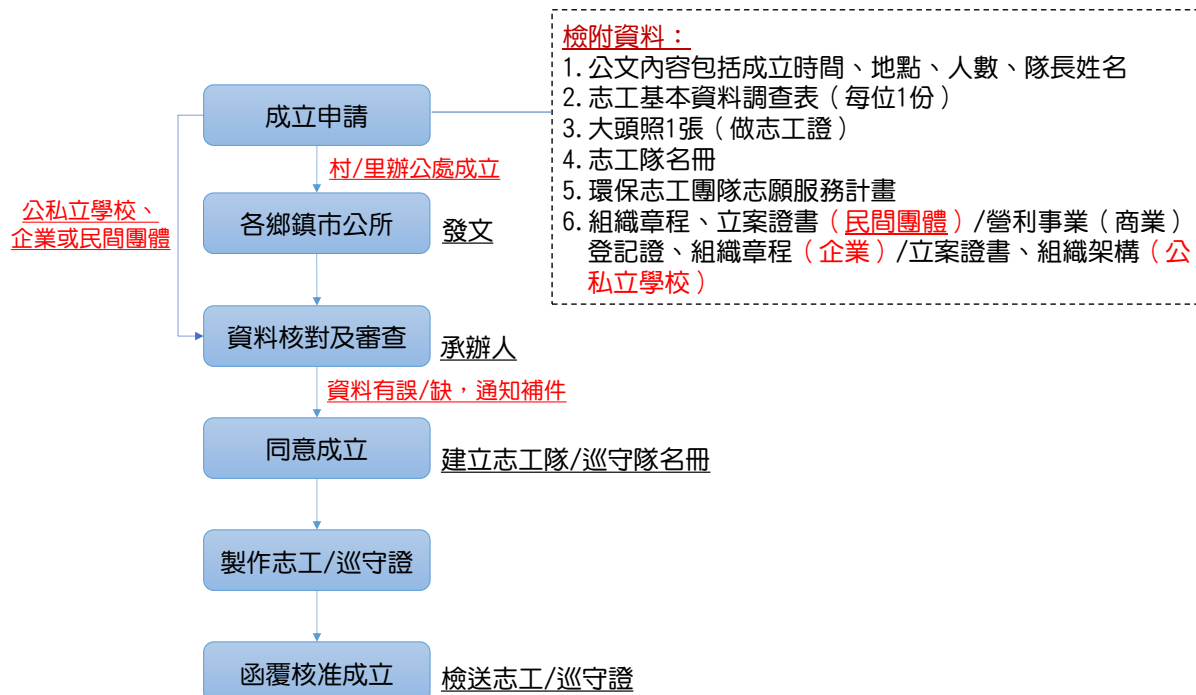 檢附資料：
1.公文內容包括成立時間、地點、人數、隊長姓名
2.志工基本資料調查表（每位1份）
3.大頭照1張（做志工證）
4.志工隊名冊
5.環保志工團隊志願服務計畫
6.組織章程、立案證書（民間團體）/營利事業（商業）
登記證、組織章程（企業）/立案證書、組織架構（公
私立學校）
成立申請
村/里辦公處成立
公私立學校、
企業或民間團體
各鄉鎮市公所
發文
資料核對及審查
承辦人
資料有誤/缺，通知補件
同意成立
建立志工隊/巡守隊名冊
製作志工/巡守證
函覆核准成立
檢送志工/巡守證